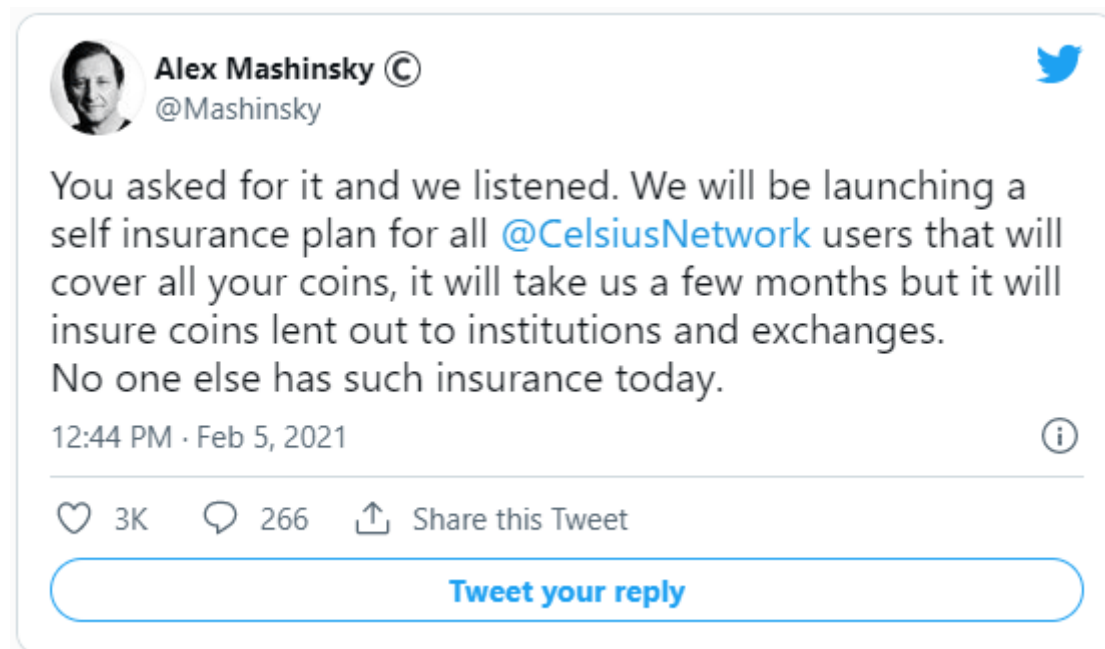 Alex Mashinsky Ⓒ
@Mashinsky
You asked for it and we listened. We will be launching a
self insurance plan for all @CelsiusNetwork users that will
cover all your coins, it will take us a few months but it will
insure coins lent out to institutions and exchanges.
No one else has such insurance today.
12:44 PM · Feb 5, 2021
3K 266 Share this Tweet
Tweet your reply